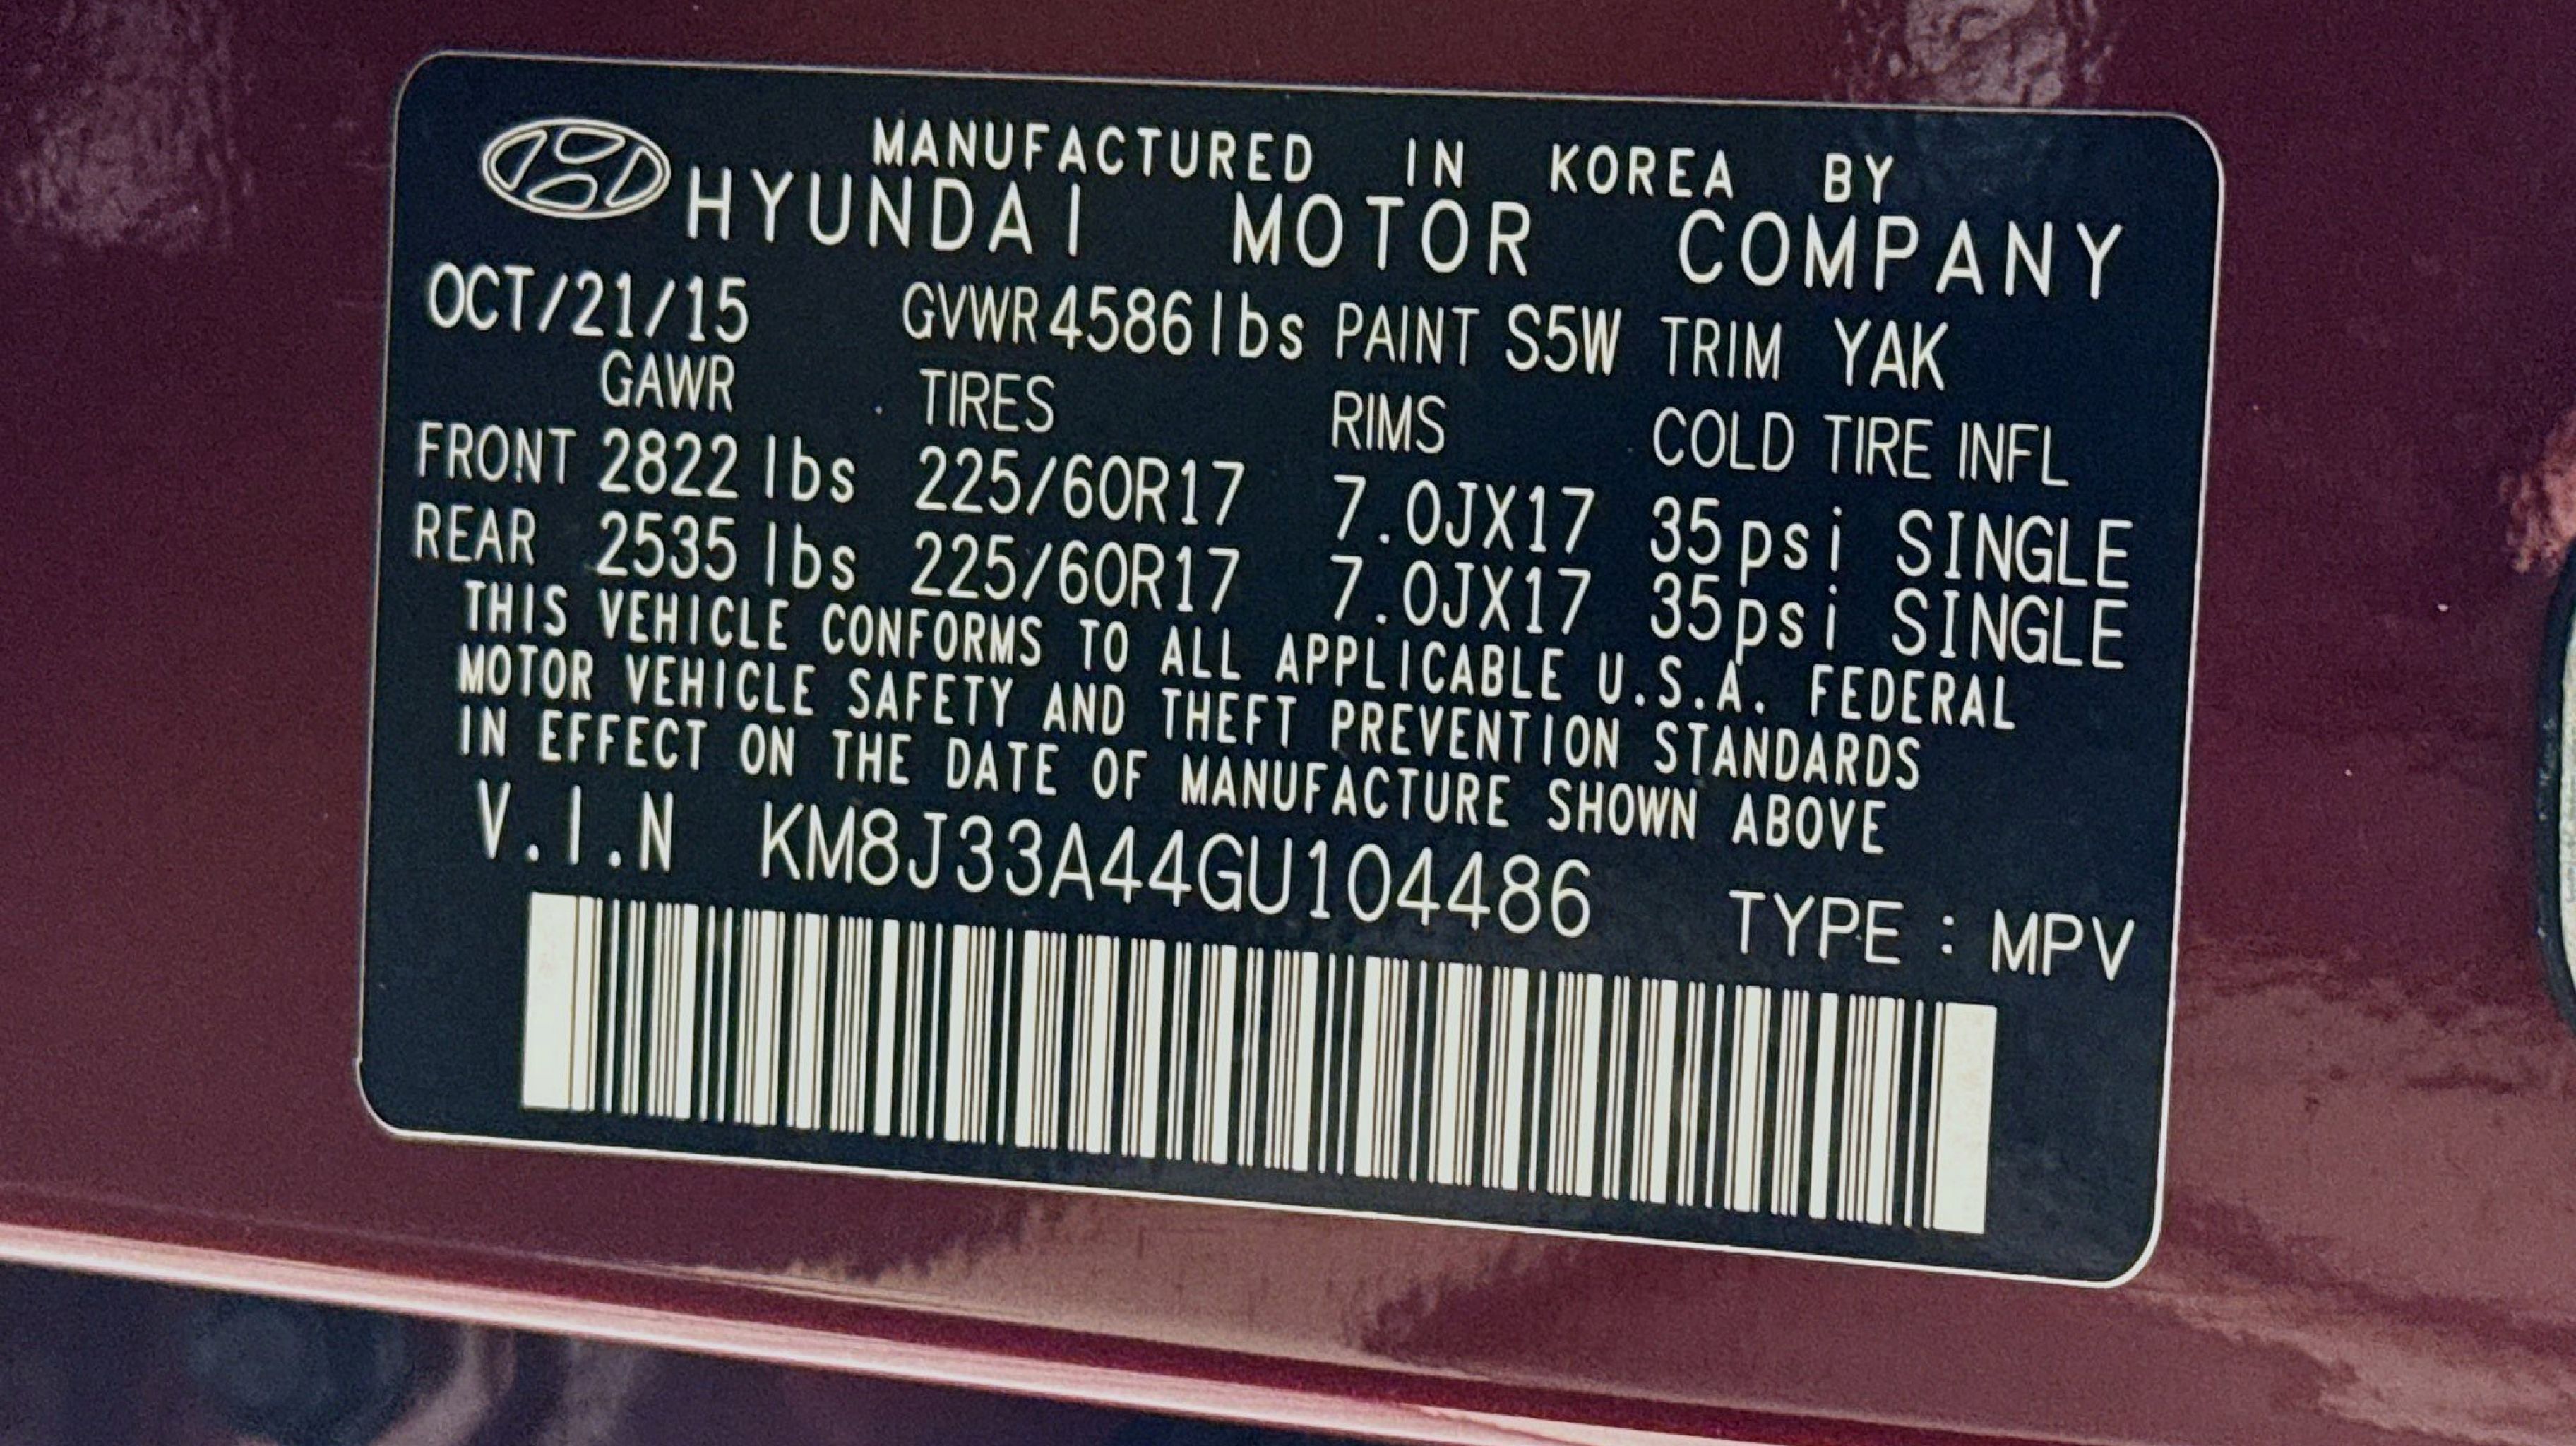 MANUFACTURED IN KOREA BY
HYUNDAI MOTOR COMPANY
OCT/21/15 GVWR 4586 lbs PAINT S5W TRIM YAK
GAWR TIRES RIMS COLD TIRE INFL
FRONT 2822 lbs 225/60R17 7.0JX17 35psi SINGLE
REAR 2535 lbs 225/60R17 7.0JX17 35psi SINGLE
THIS VEHICLE CONFORMS TO ALL APPLICABLE U.S.A. FEDERAL
MOTOR VEHICLE SAFETY AND THEFT PREVENTION STANDARDS
IN EFFECT ON THE DATE OF MANUFACTURE SHOWN ABOVE
V.I.N KM8J33A44GU104486 TYPE : MPV